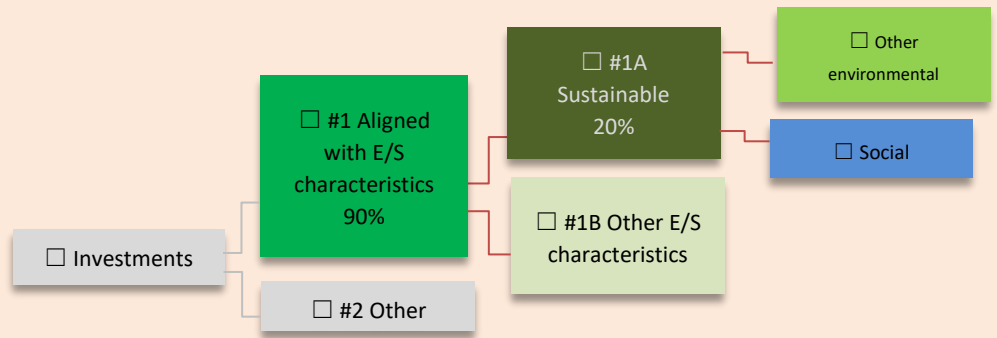 ☐ Investments
☐ #1 Aligned
with E/S
characteristics
90%
☐ #2 Other
☐ #1A
Sustainable
20%
☐ #1B Other E/S
characteristics
☐ Other
environmental
☐ Social